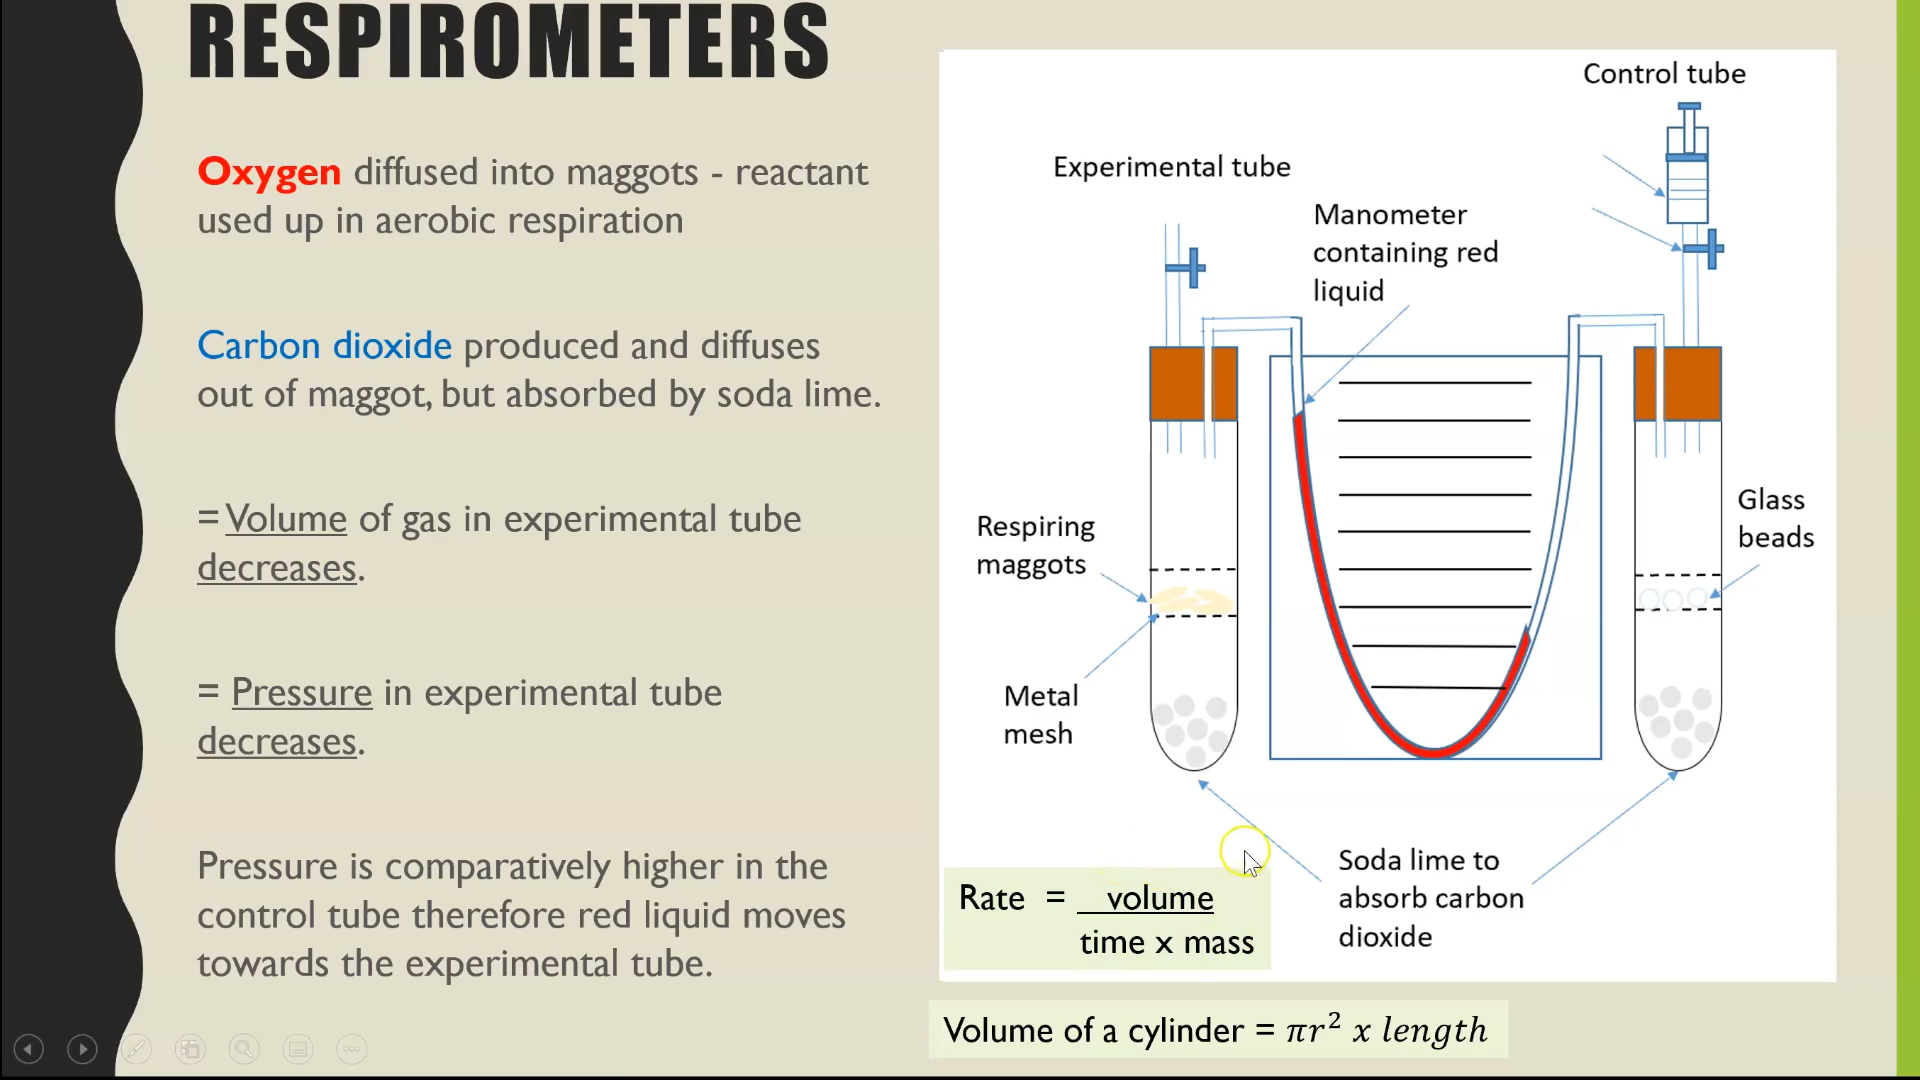 RESPIROMETERS
Oxygen diffused into maggots - reactant
used up in aerobic respiration
Carbon dioxide produced and diffuses
out of maggot, but absorbed by soda lime.
= Volume of gas in experimental tube
decreases.
= Pressure in experimental tube
decreases.
Pressure is comparatively higher in the
control tube therefore red liquid moves
towards the experimental tube.
Control tube
Experimental tube
Manometer
containing red
liquid
Glass
beads
Respiring
maggots
Metal
mesh
Soda lime to
absorb carbon
dioxide
Rate = volume
time x mass
Volume of a cylinder = πr² x length